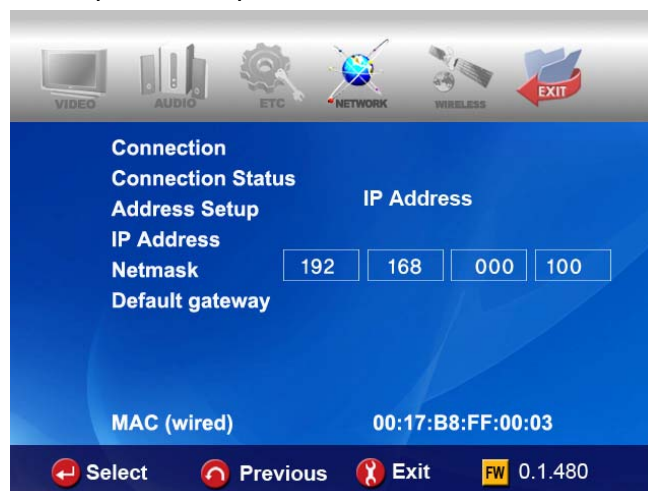 VIDEO AUDIO ETC NETWORK WIRELESS EXIT
Connection
Connection Status
Address Setup
IP Address
IP Address
Netmask
192 168 000 100
Default gateway
MAC (wired) 00:17:B8:FF:00:03
Select Previous Exit FW 0.1.480